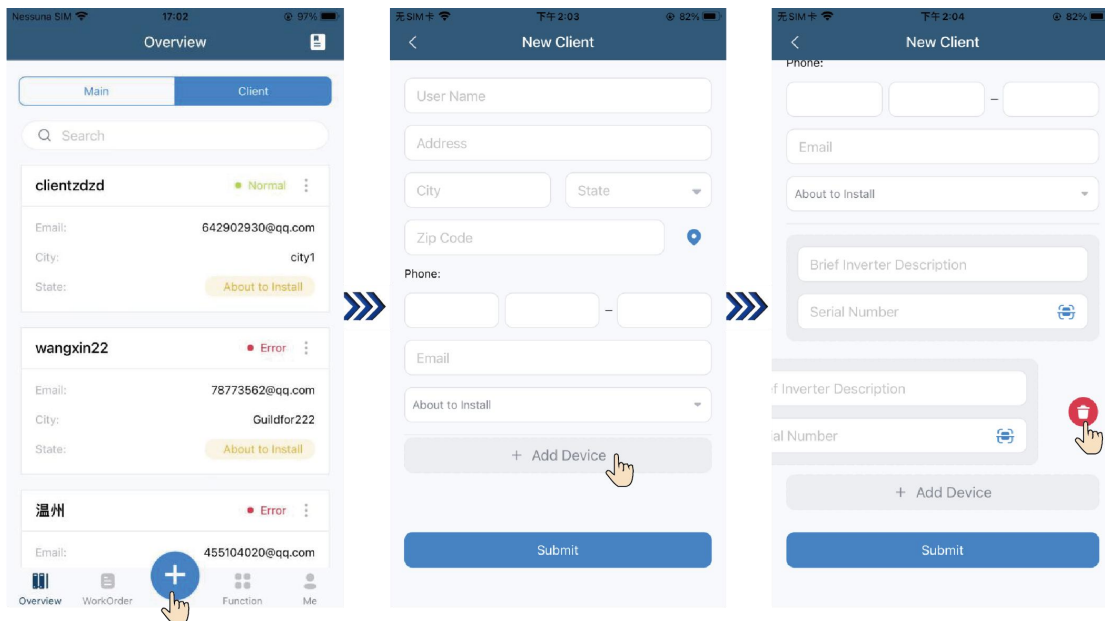 Nessuna SIM 17:02 97%
Overview
Main Client
Search
clientzdzd Normal
Email: 642902930@qq.com
City: city1
State: About to Install
wangxin22 Error
Email: 78773562@qq.com
City: Guildfor222
State: About to Install
温州 Error
Email: 455104020@qq.com
Overview WorkOrder Function Me
无SIM卡 下午2:03 82%
New Client
User Name
Address
City State
Zip Code
Phone:
–
Email
About to Install
+ Add Device
Submit
无SIM卡 下午2:04 82%
New Client
Phone:
–
Email
About to Install
Brief Inverter Description
Serial Number
ef Inverter Description
ial Number
+ Add Device
Submit